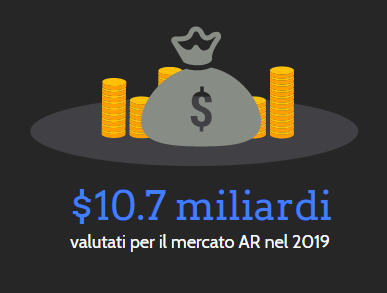 $
$10.7 miliardi
valutati per il mercato AR nel 2019